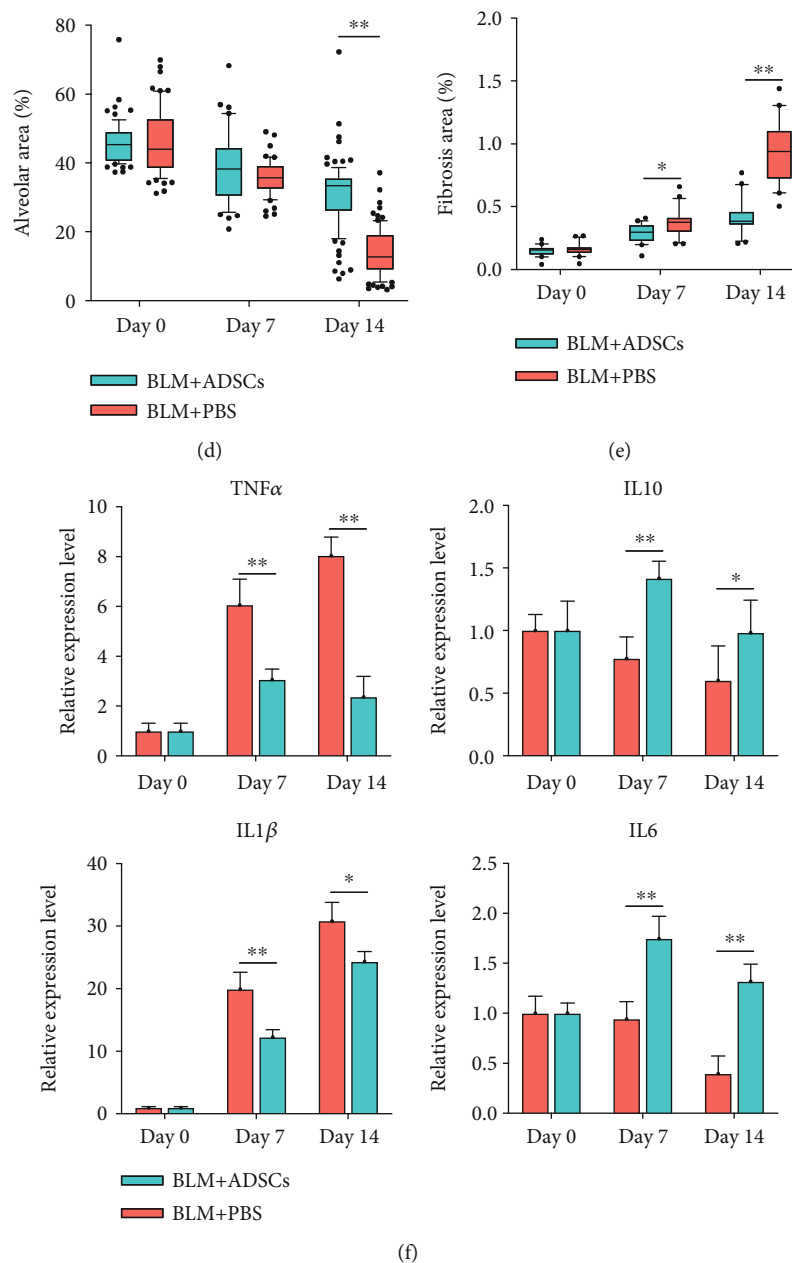 80
60
40
20
0
Alveolar area (%)
**
Day 0
Day 7
Day 14
BLM+ADSCs
BLM+PBS
(d)
2.0
1.5
1.0
0.5
0.0
Fibrosis area (%)
*
**
Day 0
Day 7
Day 14
BLM+ADSCs
BLM+PBS
(e)
TNFα
10
8
6
4
2
0
Relative expression level
**
**
Day 0
Day 7
Day 14
IL10
2.0
1.5
1.0
0.5
0.0
Relative expression level
**
*
Day 0
Day 7
Day 14
IL1β
40
30
20
10
0
Relative expression level
**
*
Day 0
Day 7
Day 14
IL6
2.5
2.0
1.5
1.0
0.5
0.0
Relative expression level
**
**
Day 0
Day 7
Day 14
BLM+ADSCs
BLM+PBS
(f)